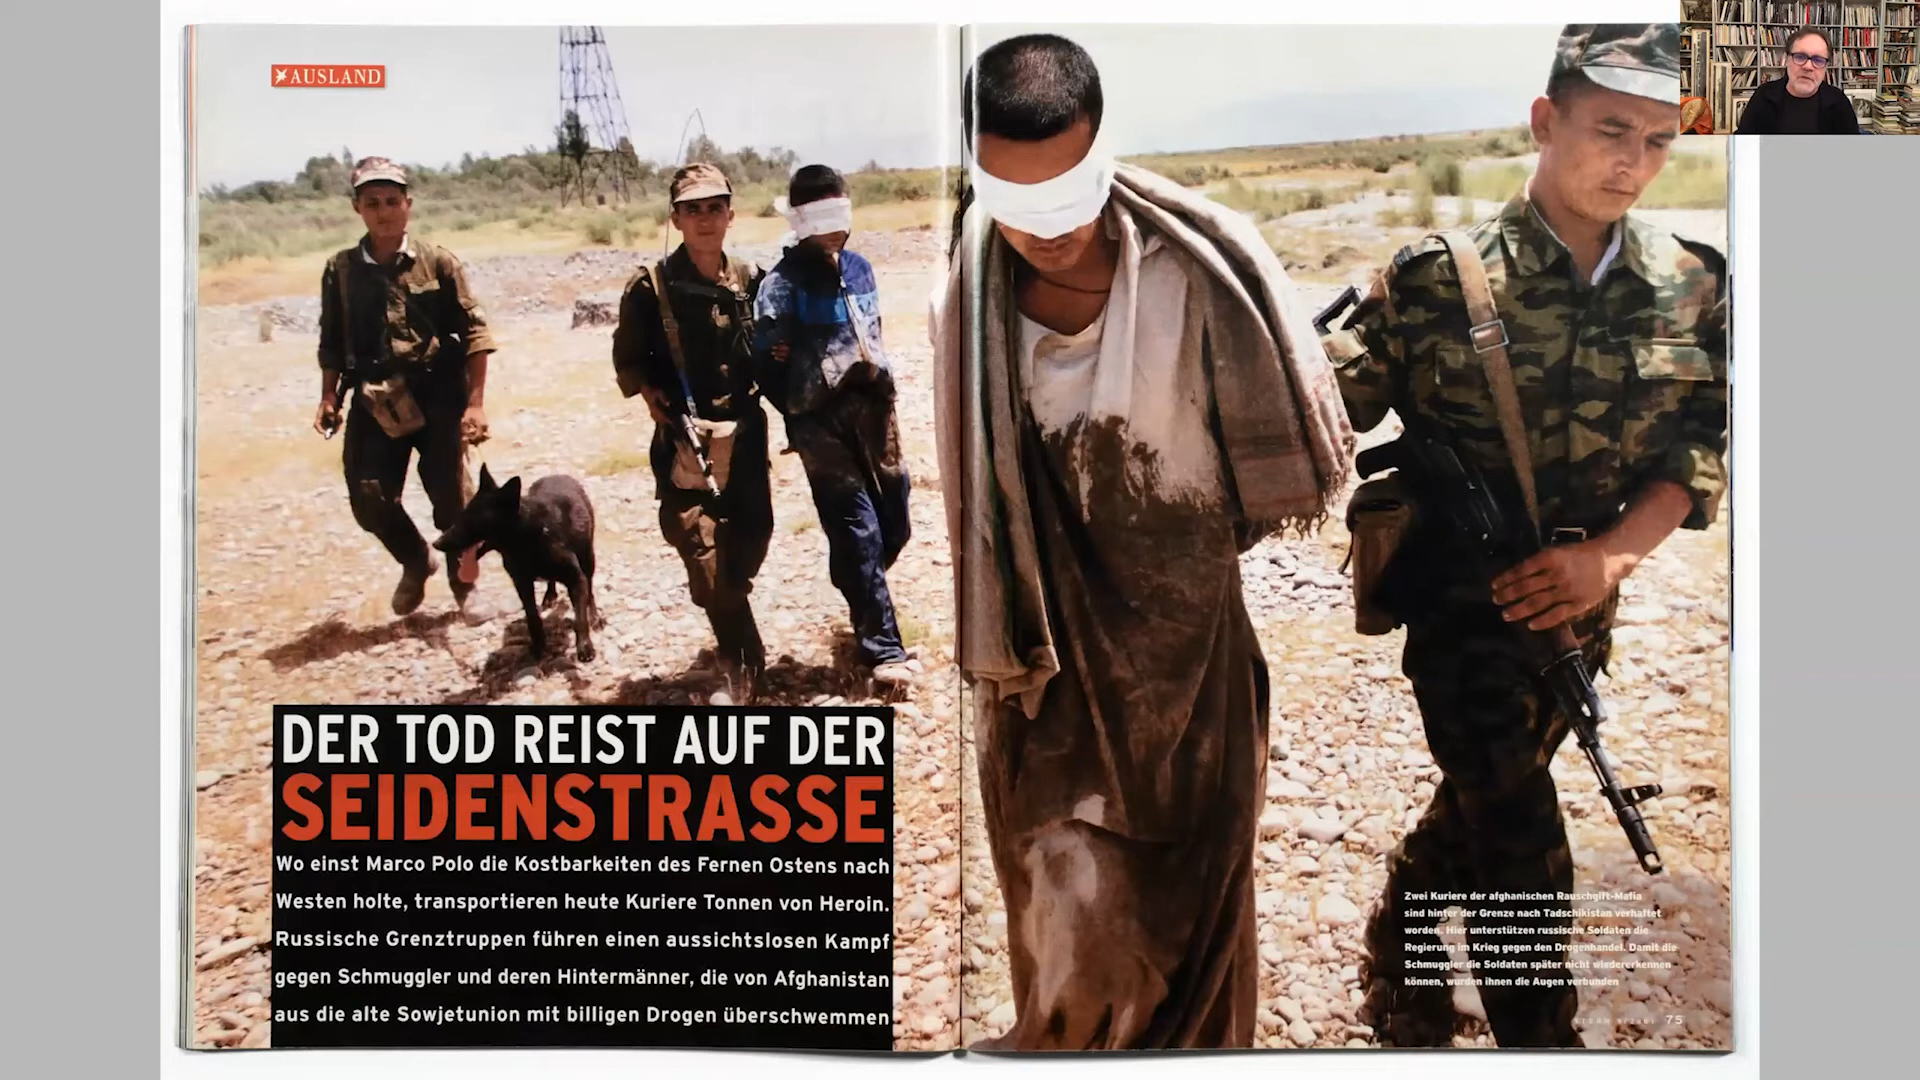 AUSLAND
DER TOD REIST AUF DER
SEIDENSTRASSE
Wo einst Marco Polo die Kostbarkeiten des Fernen Ostens nach
Westen holte, transportieren heute Kuriere Tonnen von Heroin.
Russische Grenztruppen führen einen aussichtslosen Kampf
gegen Schmuggler und deren Hintermänner, die von Afghanistan
aus die alte Sowjetunion mit billigen Drogen überschwemmen
Zwei Kuriere der afghanischen Rauschgift-Mafia
sind hinter der Grenze nach Tadschikistan verhaftet
worden. Hier unterstützen russische Soldaten die
Regierung im Krieg gegen den Drogenhandel. Damit die
Schmuggler die Soldaten später nicht wiedererkennen
können, wurden ihnen die Augen verbunden
STERN 75